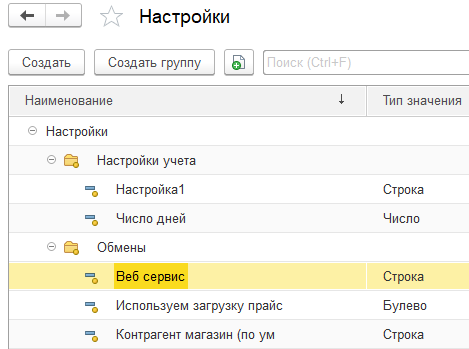 Настройки
Создать Создать группу Поиск (Ctrl+F)
Наименование ↓ Тип значения
Настройки
Настройки учета
Настройка1 Строка
Число дней Число
Обмены
Веб сервис Строка
Используем загрузку прайс Булево
Контрагент магазин (по ум Строка